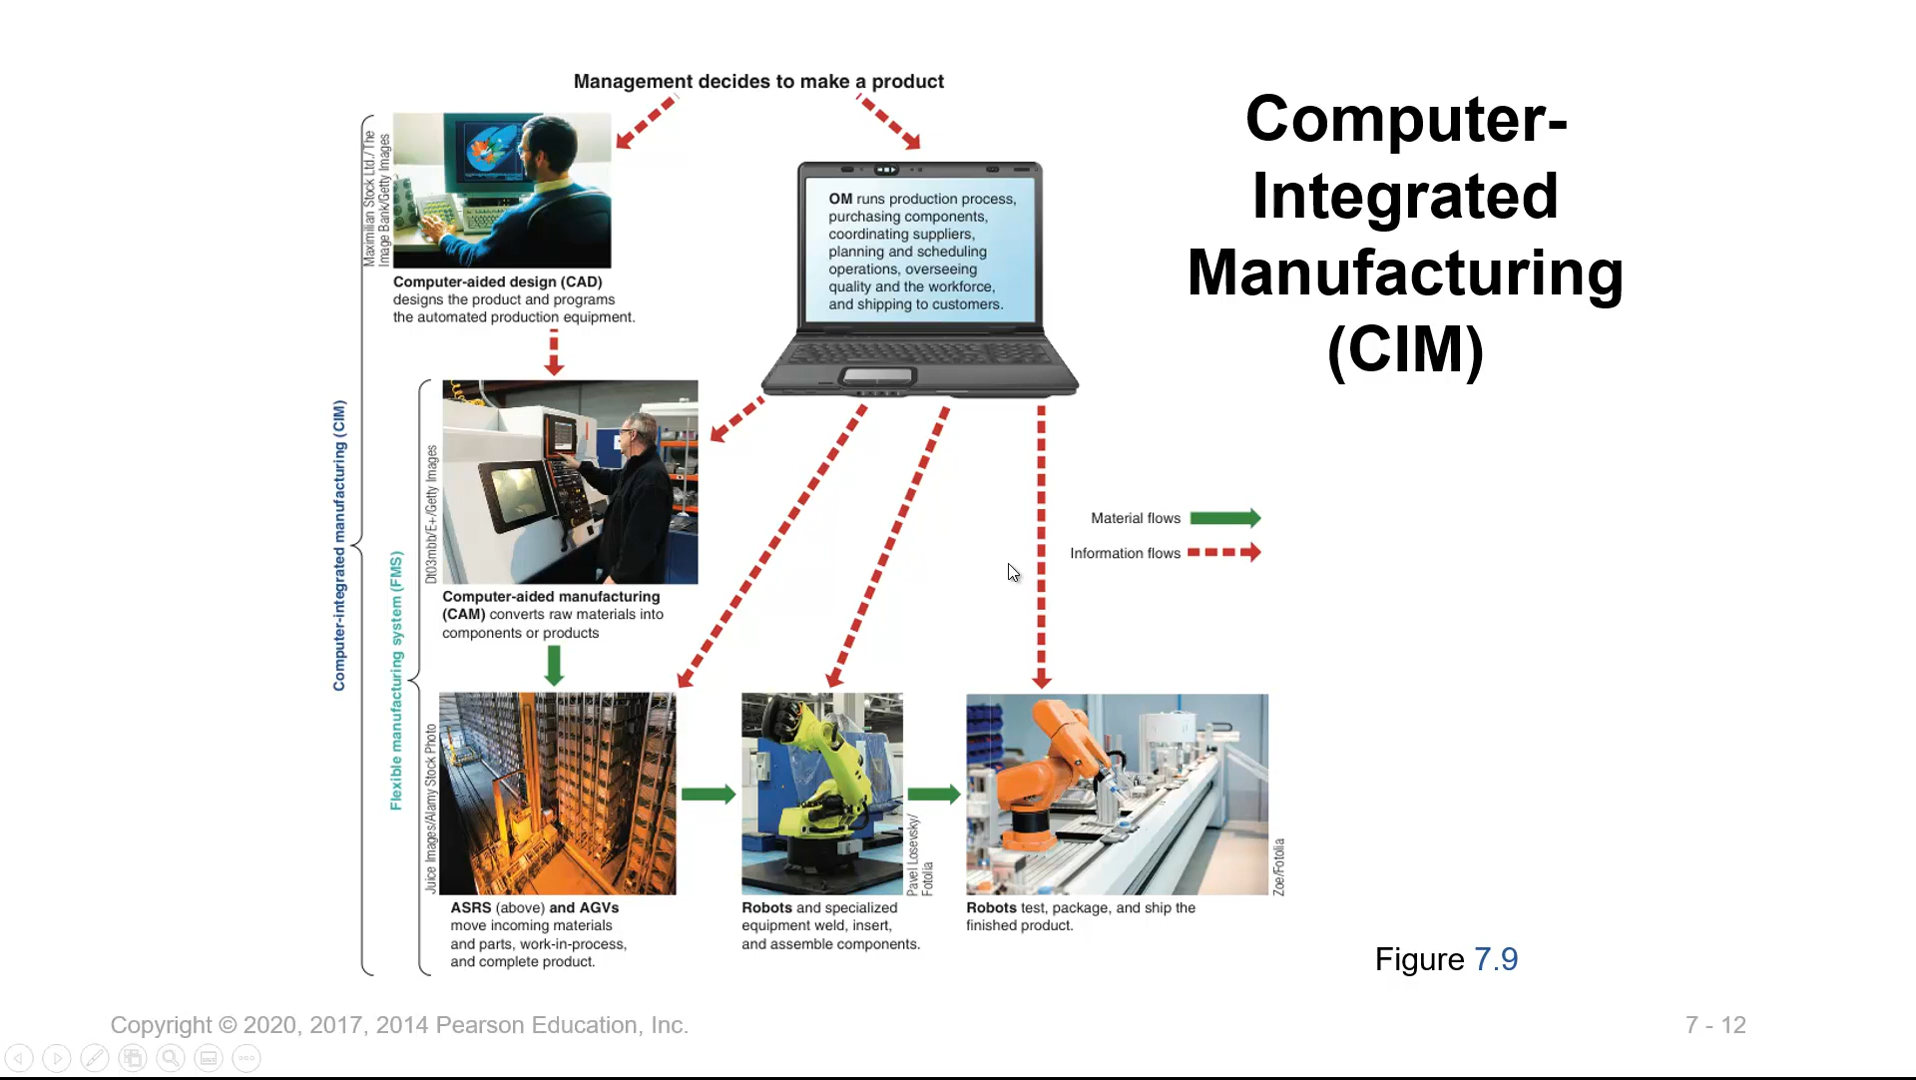 Management decides to make a product
Computer-
Integrated
Manufacturing
(CIM)
Maximilian Stock Ltd./The
Image Bank/Getty Images
Computer-aided design (CAD)
designs the product and programs
the automated production equipment.
OM runs production process,
purchasing components,
coordinating suppliers,
planning and scheduling
operations, overseeing
quality and the workforce,
and shipping to customers.
Computer-integrated manufacturing (CIM)
Flexible manufacturing system (FMS)
Dt03mbb/E+/Getty Images
Computer-aided manufacturing
(CAM) converts raw materials into
components or products
Material flows
Information flows
Juice Images/Alamy Stock Photo
ASRS (above) and AGVs
move incoming materials
and parts, work-in-process,
and complete product.
Pavel Losevsky/
Fotolia
Robots and specialized
equipment weld, insert,
and assemble components.
Zoe/Fotolia
Robots test, package, and ship the
finished product.
Figure 7.9
Copyright © 2020, 2017, 2014 Pearson Education, Inc.
7 - 12